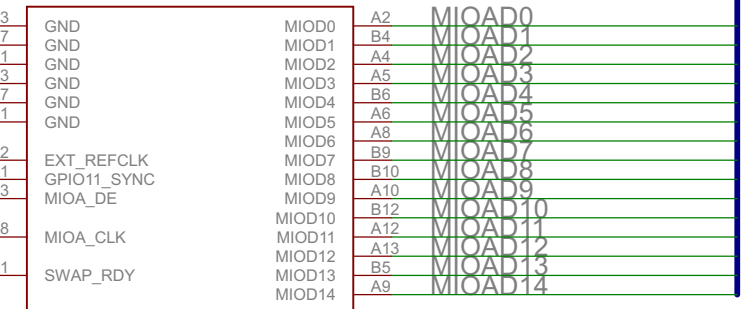 3 GND MIOD0 A2 MIOAD0
7 GND MIOD1 B4 MIOAD1
1 GND MIOD2 A4 MIOAD2
3 GND MIOD3 A5 MIOAD3
7 GND MIOD4 B6 MIOAD4
1 GND MIOD5 A6 MIOAD5
MIOD6 A8 MIOAD6
2 EXT_REFCLK MIOD7 B9 MIOAD7
1 GPIO11_SYNC MIOD8 B10 MIOAD8
3 MIOA_DE MIOD9 A10 MIOAD9
MIOD10 B12 MIOAD10
8 MIOA_CLK MIOD11 A12 MIOAD11
MIOD12 A13 MIOAD12
1 SWAP_RDY MIOD13 B5 MIOAD13
MIOD14 A9 MIOAD14